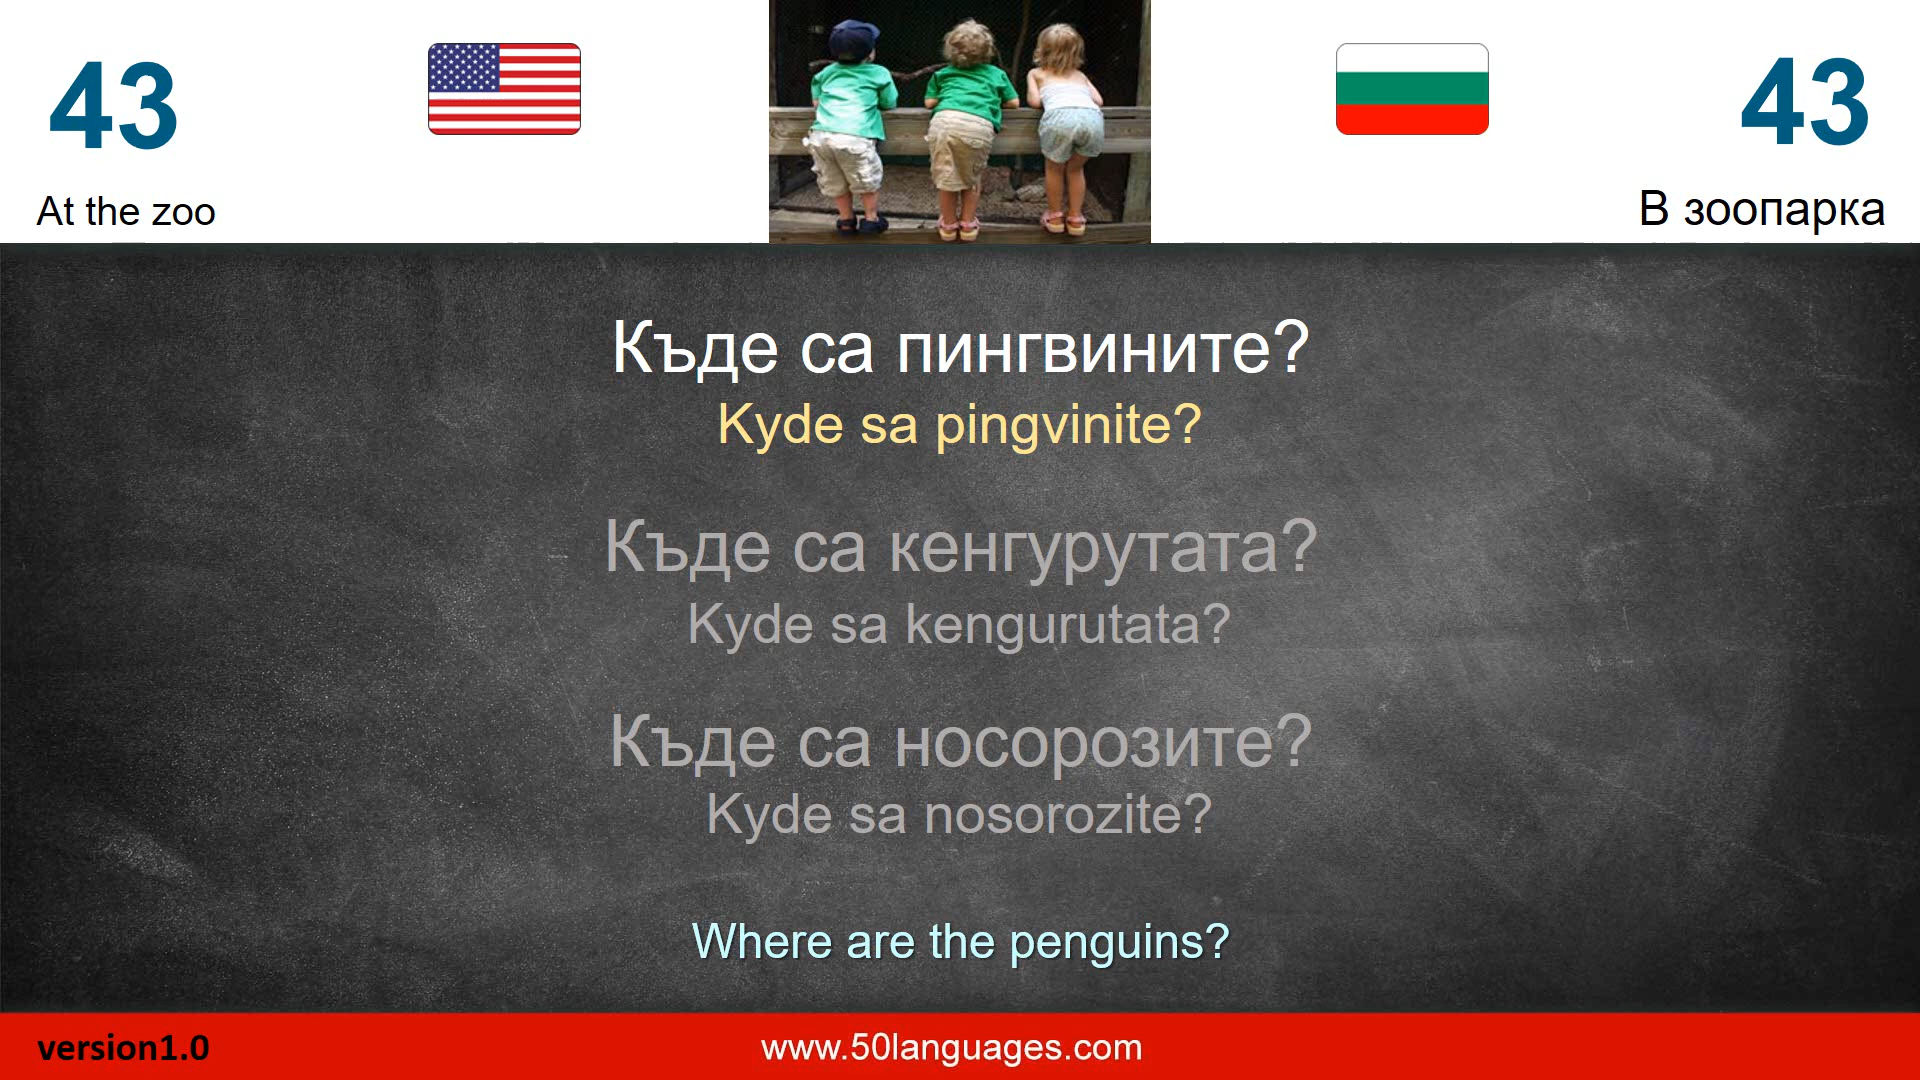 43
43
At the zoo
В зоопарка
Къде са пингвините?
Kyde sa pingvinite?
Къде са кенгурутата?
Kyde sa kengurutata?
Къде са носорозите?
Kyde sa nosorozite?
Where are the penguins?
version1.0
www.50languages.com